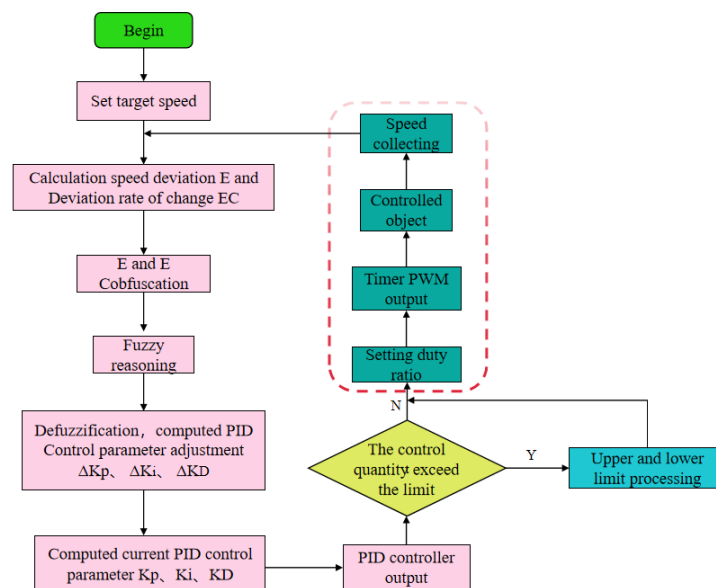 Begin
Set target speed
Calculation speed deviation E and
Deviation rate of change EC
E and E
Cobfuscation
Fuzzy
reasoning
Defuzzification, computed PID
Control parameter adjustment
ΔKp、 ΔKi、 ΔKD
Computed current PID control
parameter Kp、Ki、KD
PID controller
output
The control
quantity exceed
the limit
Y
Upper and lower
limit processing
N
Setting duty
ratio
Timer PWM
output
Controlled
object
Speed
collecting